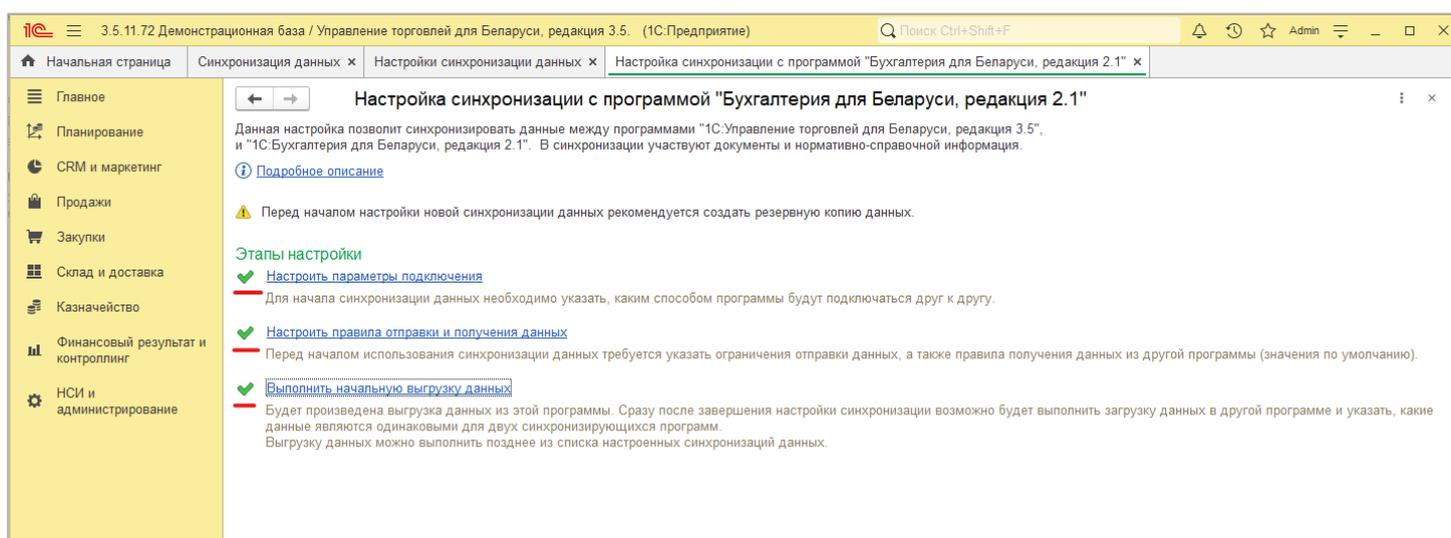 1С 3.5.11.72 Демонстрационная база / Управление торговлей для Беларуси, редакция 3.5. (1С:Предприятие) Поиск Ctrl+Shift+F Admin
Начальная страница Синхронизация данных × Настройки синхронизации данных × Настройка синхронизации с программой "Бухгалтерия для Беларуси, редакция 2.1" ×
Главное
Планирование
CRM и маркетинг
Продажи
Закупки
Склад и доставка
Казначейство
Финансовый результат и
контроллинг
НСИ и
администрирование
Настройка синхронизации с программой "Бухгалтерия для Беларуси, редакция 2.1"
Данная настройка позволит синхронизировать данные между программами "1С:Управление торговлей для Беларуси, редакция 3.5",
и "1С:Бухгалтерия для Беларуси, редакция 2.1". В синхронизации участвуют документы и нормативно-справочной информация.
Подробное описание
Перед началом настройки новой синхронизации данных рекомендуется создать резервную копию данных.
Этапы настройки
Настроить параметры подключения
Для начала синхронизации данных необходимо указать, каким способом программы будут подключаться друг к другу.
Настроить правила отправки и получения данных
Перед началом использования синхронизации данных требуется указать ограничения отправки данных, а также правила получения данных из другой программы (значения по умолчанию).
Выполнить начальную выгрузку данных
Будет произведена выгрузка данных из этой программы. Сразу после завершения настройки синхронизации возможно будет выполнить загрузку данных в другой программе и указать, какие
данные являются одинаковыми для двух синхронизирующихся программ.
Выгрузку данных можно выполнить позднее из списка настроенных синхронизаций данных.